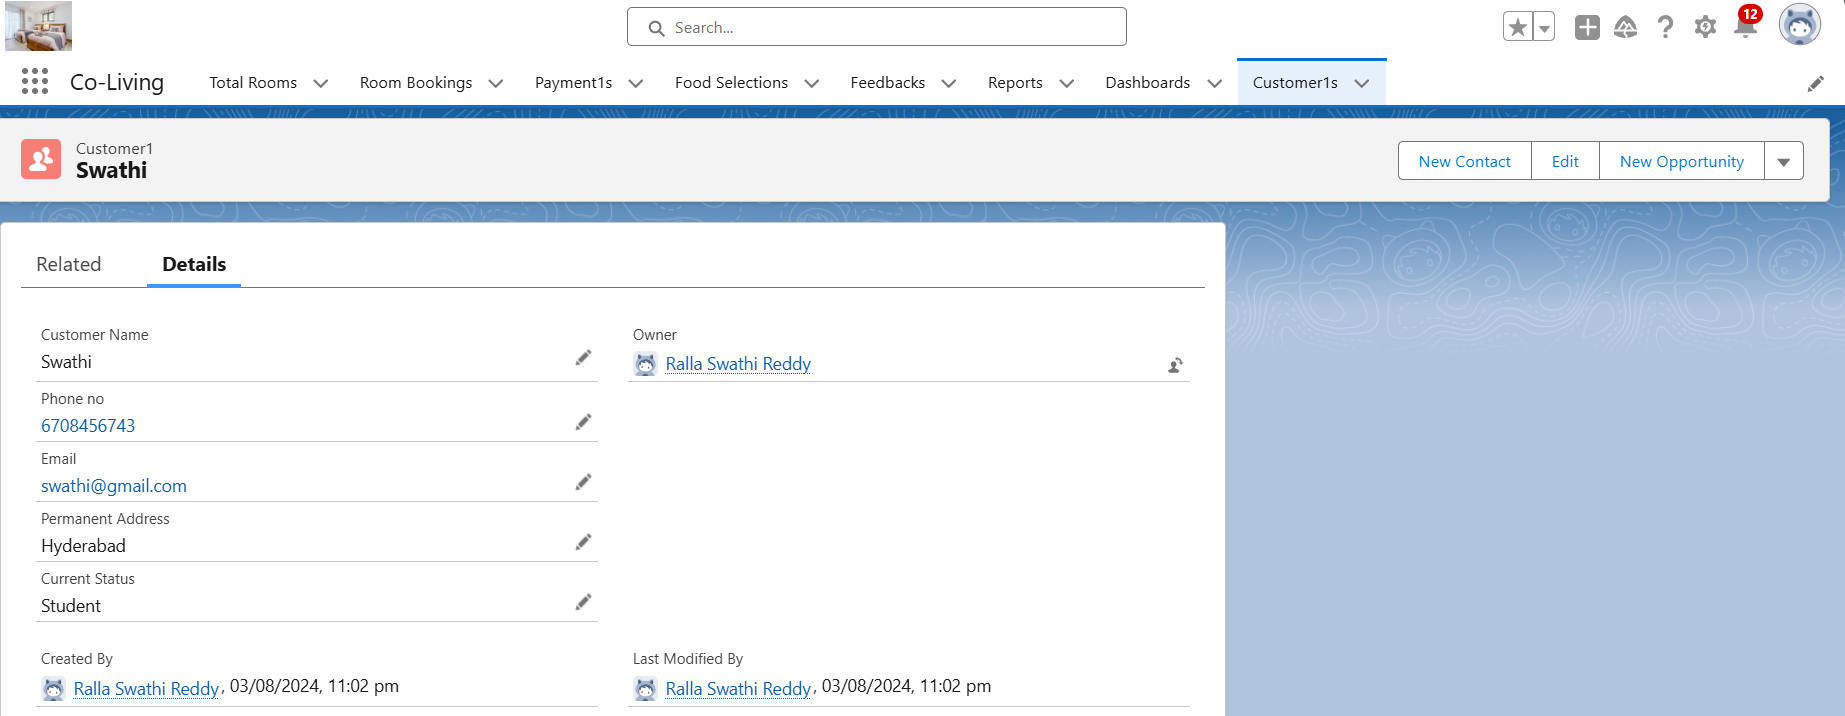 Search...
12
Co-Living
Total Rooms
Room Bookings
Payment1s
Food Selections
Feedbacks
Reports
Dashboards
Customer1s
Customer1
Swathi
New Contact
Edit
New Opportunity
Related
Details
Customer Name
Swathi
Owner
Ralla Swathi Reddy
Phone no
6708456743
Email
swathi@gmail.com
Permanent Address
Hyderabad
Current Status
Student
Created By
Ralla Swathi Reddy, 03/08/2024, 11:02 pm
Last Modified By
Ralla Swathi Reddy, 03/08/2024, 11:02 pm